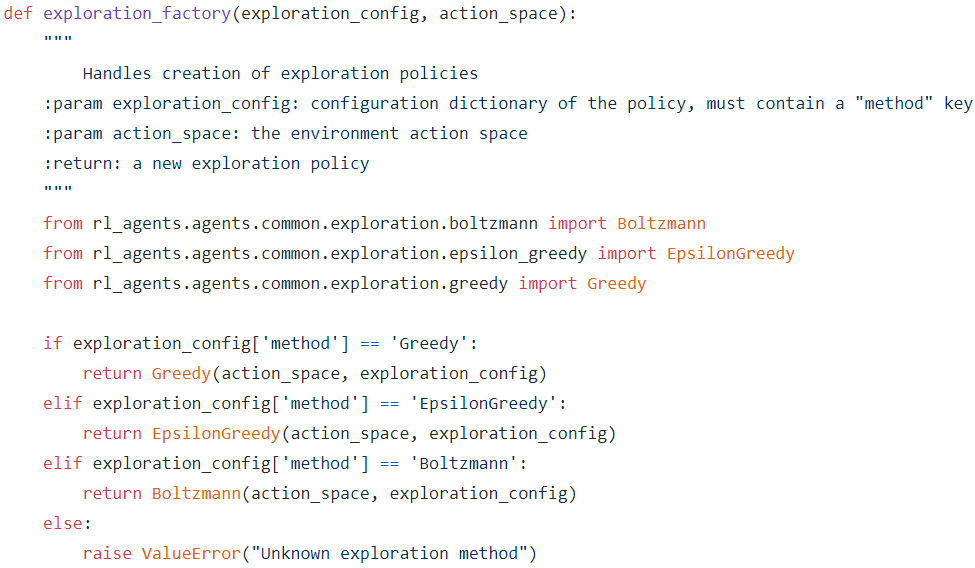 def exploration_factory(exploration_config, action_space):
    """
        Handles creation of exploration policies
    :param exploration_config: configuration dictionary of the policy, must contain a "method" key
    :param action_space: the environment action space
    :return: a new exploration policy
    """
    from rl_agents.agents.common.exploration.boltzmann import Boltzmann
    from rl_agents.agents.common.exploration.epsilon_greedy import EpsilonGreedy
    from rl_agents.agents.common.exploration.greedy import Greedy

    if exploration_config['method'] == 'Greedy':
        return Greedy(action_space, exploration_config)
    elif exploration_config['method'] == 'EpsilonGreedy':
        return EpsilonGreedy(action_space, exploration_config)
    elif exploration_config['method'] == 'Boltzmann':
        return Boltzmann(action_space, exploration_config)
    else:
        raise ValueError("Unknown exploration method")